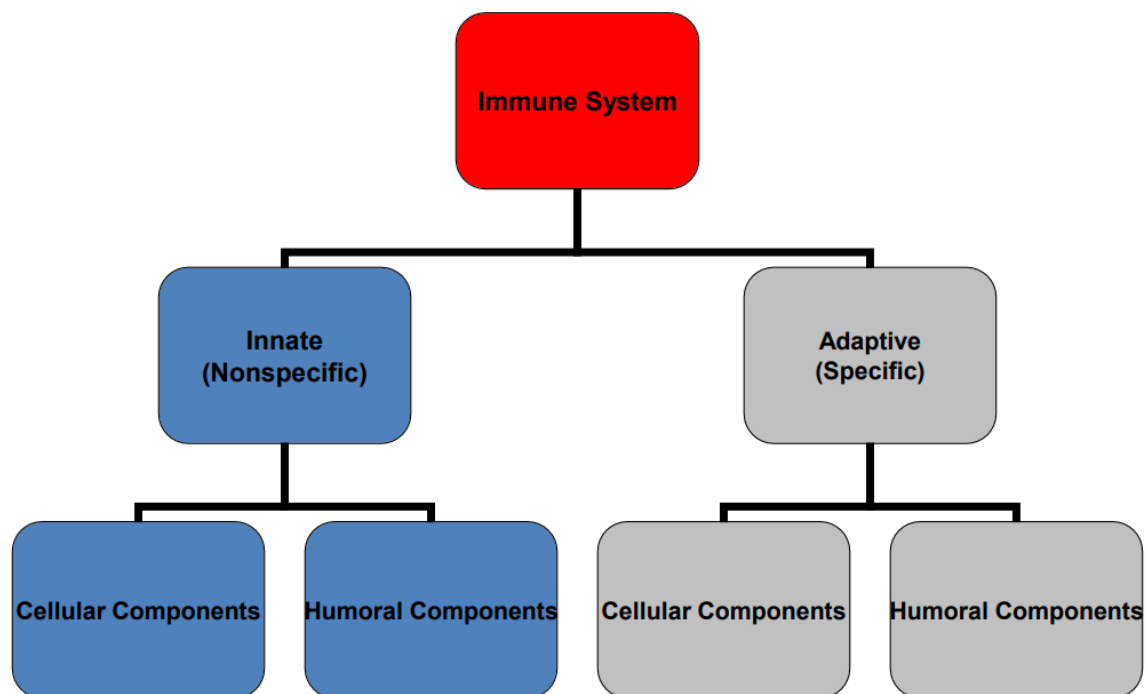 Immune System
Innate
(Nonspecific)
Adaptive
(Specific)
Cellular Components
Humoral Components
Cellular Components
Humoral Components